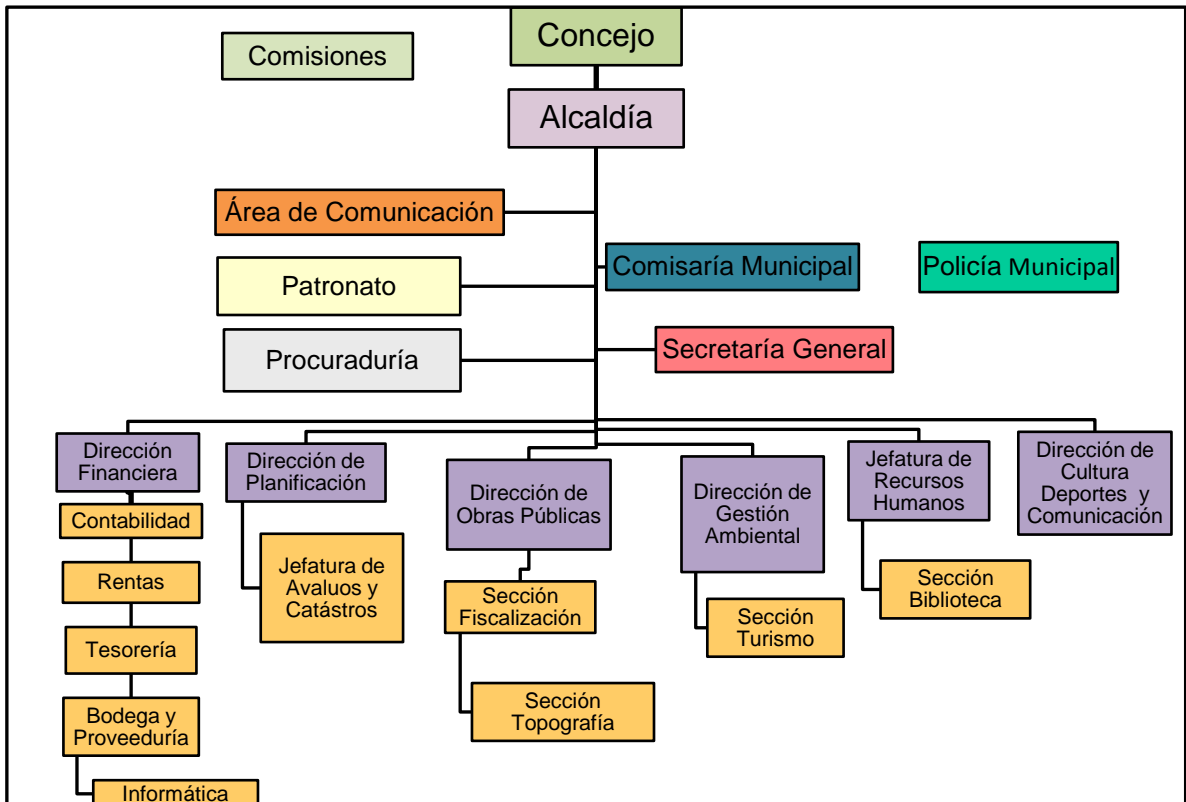 Concejo
Comisiones
Alcaldía
Área de Comunicación
Comisaría Municipal
Policía Municipal
Patronato
Secretaría General
Procuraduría
Dirección
Financiera
Dirección de
Planificación
Dirección de
Obras Públicas
Dirección de
Gestión
Ambiental
Jefatura de
Recursos
Humanos
Dirección de
Cultura
Deportes y
Comunicación
Contabilidad
Rentas
Tesorería
Bodega y
Proveeduría
Informática
Jefatura de
Avaluos y
Catástros
Sección
Fiscalización
Sección
Topografía
Sección
Turismo
Sección
Biblioteca